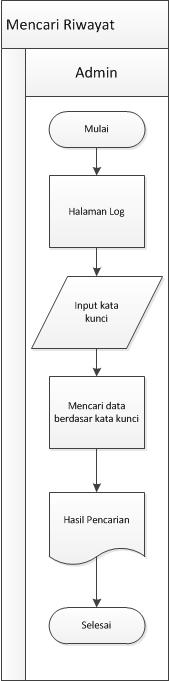 Mencari Riwayat
Admin
Mulai
Halaman Log
Input kata
kunci
Mencari data
berdasar kata kunci
Hasil Pencarian
Selesai